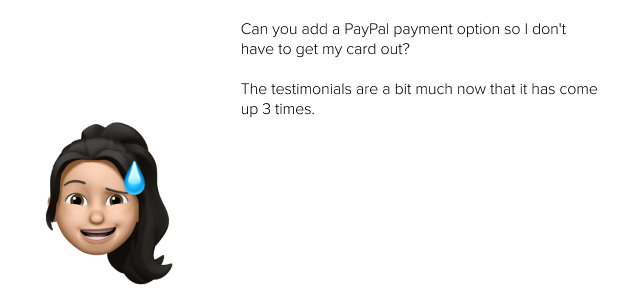 Can you add a PayPal payment option so I don't
have to get my card out?
The testimonials are a bit much now that it has come
up 3 times.